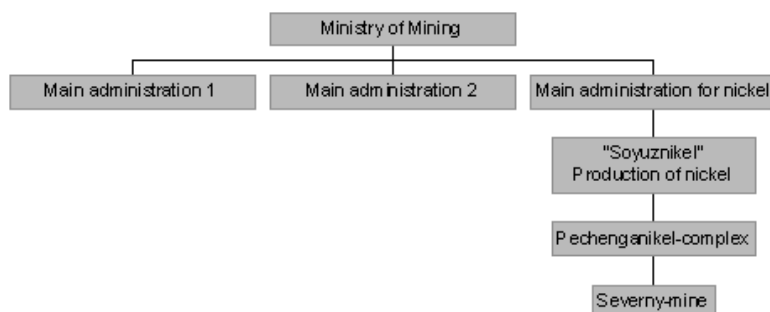 Ministry of Mining
Main administration 1
Main administration 2
Main administration for nickel
"Soyuznikel"
Production of nickel
Pechenganikel-complex
Severny-mine